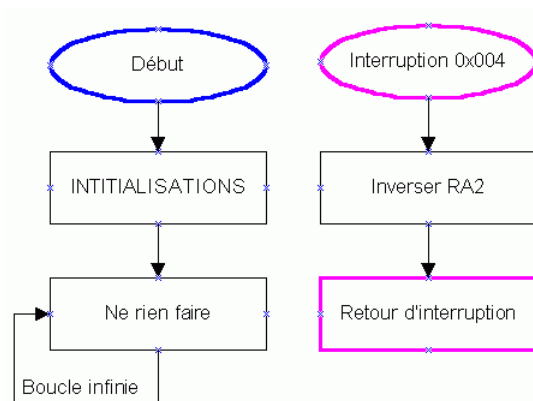 Début
INTITIALISATIONS
Ne rien faire
Boucle infinie
Interruption 0x004
Inverser RA2
Retour d'interruption